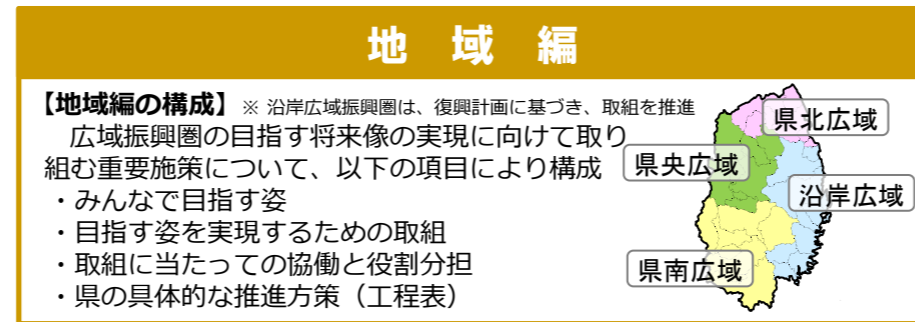 地 域 編
【地域編の構成】 ※ 沿岸広域振興圏は、復興計画に基づき、取組を推進
広域振興圏の目指す将来像の実現に向けて取り
組む重要施策について、以下の項目により構成
・みんなで目指す姿
・目指す姿を実現するための取組
・取組に当たっての協働と役割分担
・県の具体的な推進方策（工程表）
県北広域
県央広域
沿岸広域
県南広域